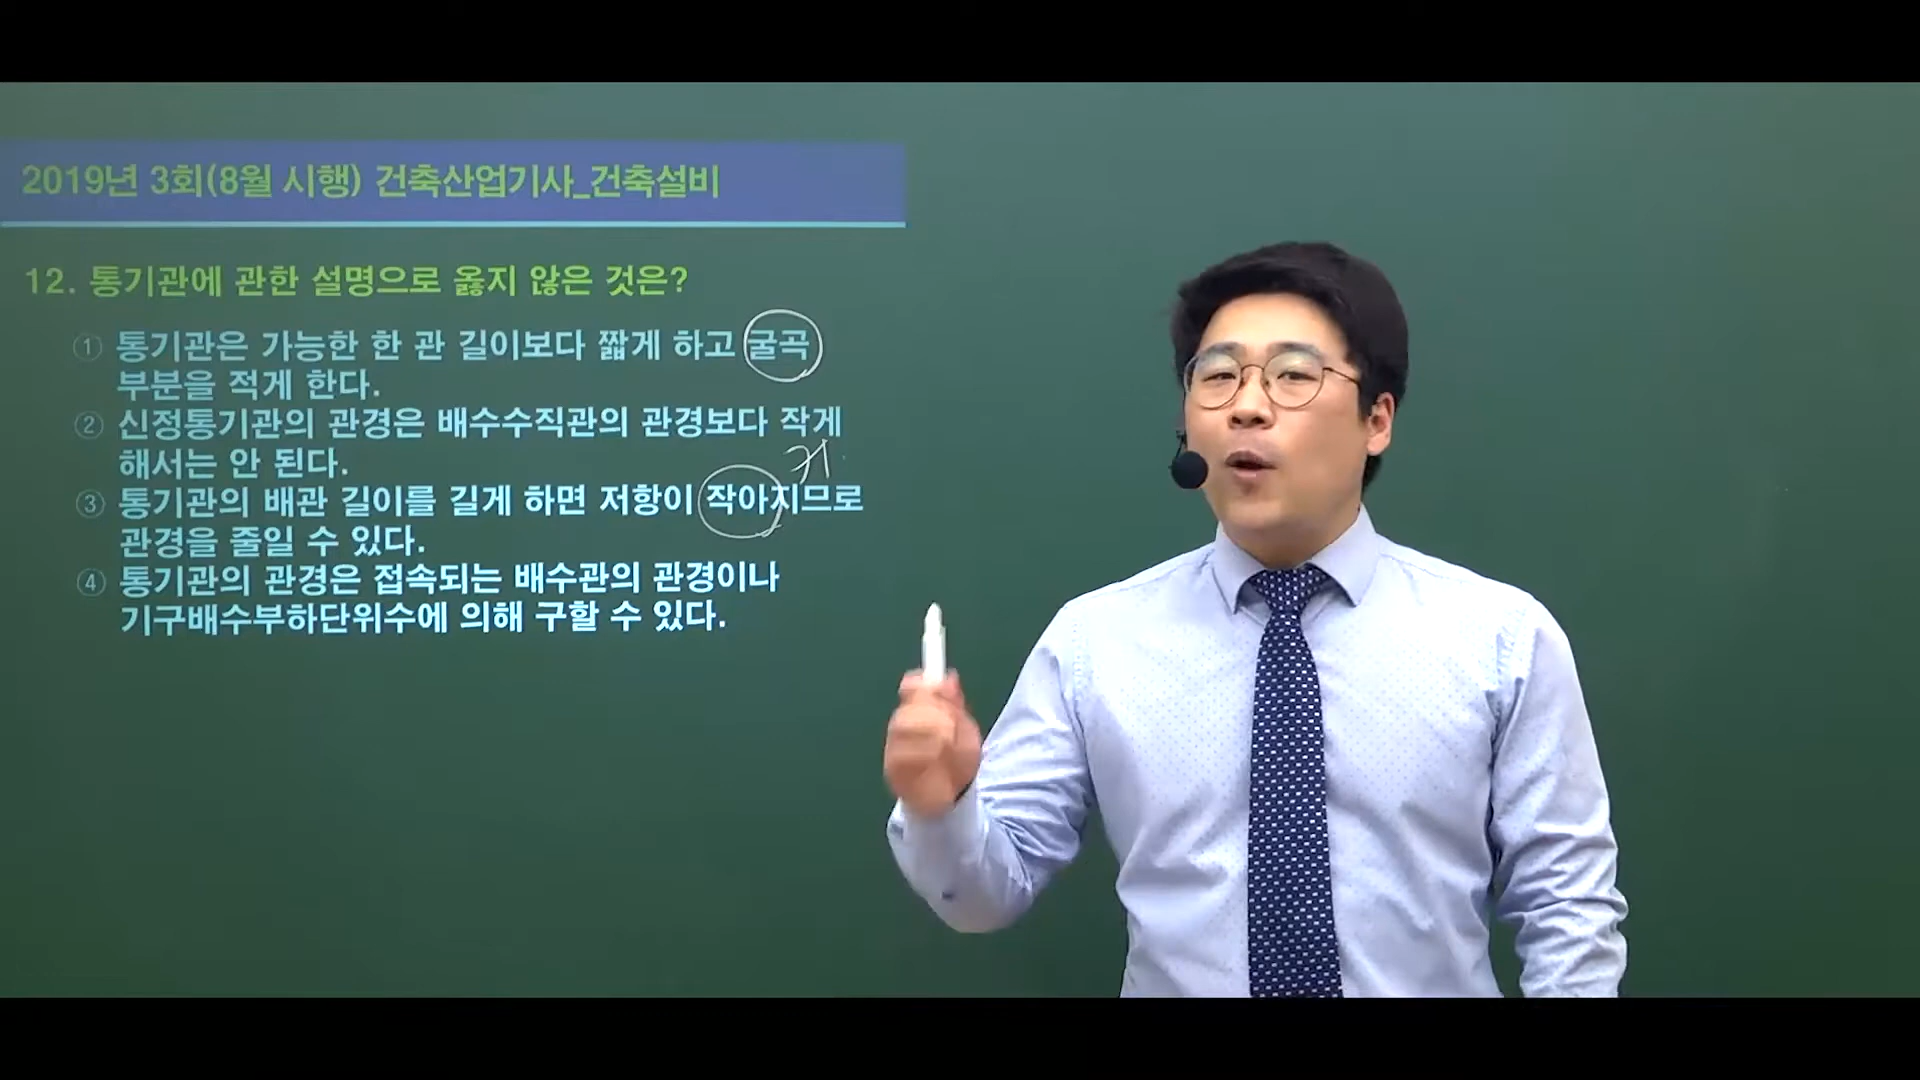 2019년 3회(8월 시행) 건축산업기사_건축설비
12. 통기관에 관한 설명으로 옳지 않은 것은?
① 통기관은 가능한 한 관 길이보다 짧게 하고 굴곡
부분을 적게 한다.
② 신정통기관의 관경은 배수수직관의 관경보다 작게
해서는 안 된다.
커
③ 통기관의 배관 길이를 길게 하면 저항이 작아지므로
관경을 줄일 수 있다.
④ 통기관의 관경은 접속되는 배수관의 관경이나
기구배수부하단위수에 의해 구할 수 있다.